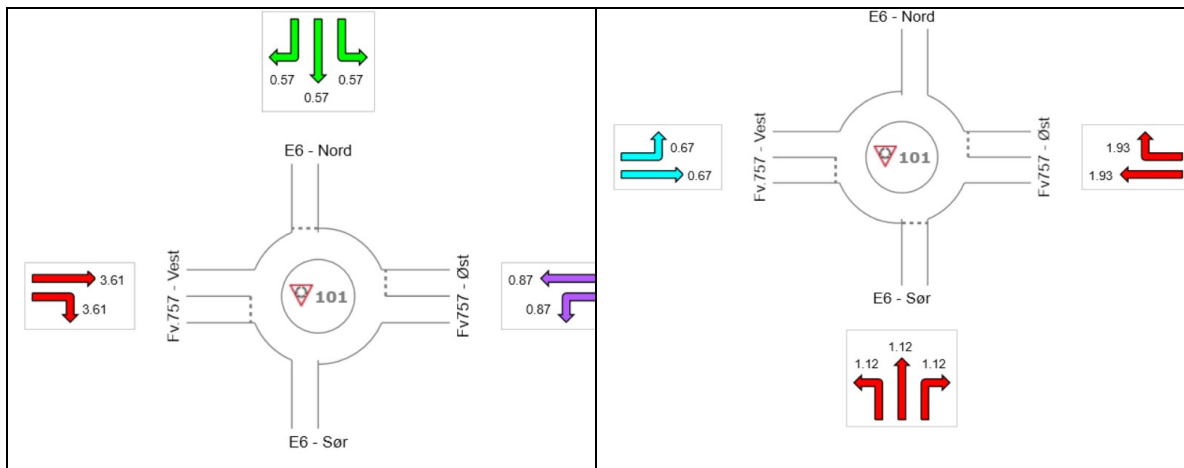 0.57
0.57
0.57
E6 - Nord
Fv.757 - Vest
Fv757 - Øst
3.61
3.61
101
0.87
0.87
E6 - Sør
E6 - Nord
Fv.757 - Vest
Fv757 - Øst
0.67
0.67
101
1.93
1.93
E6 - Sør
1.12
1.12
1.12